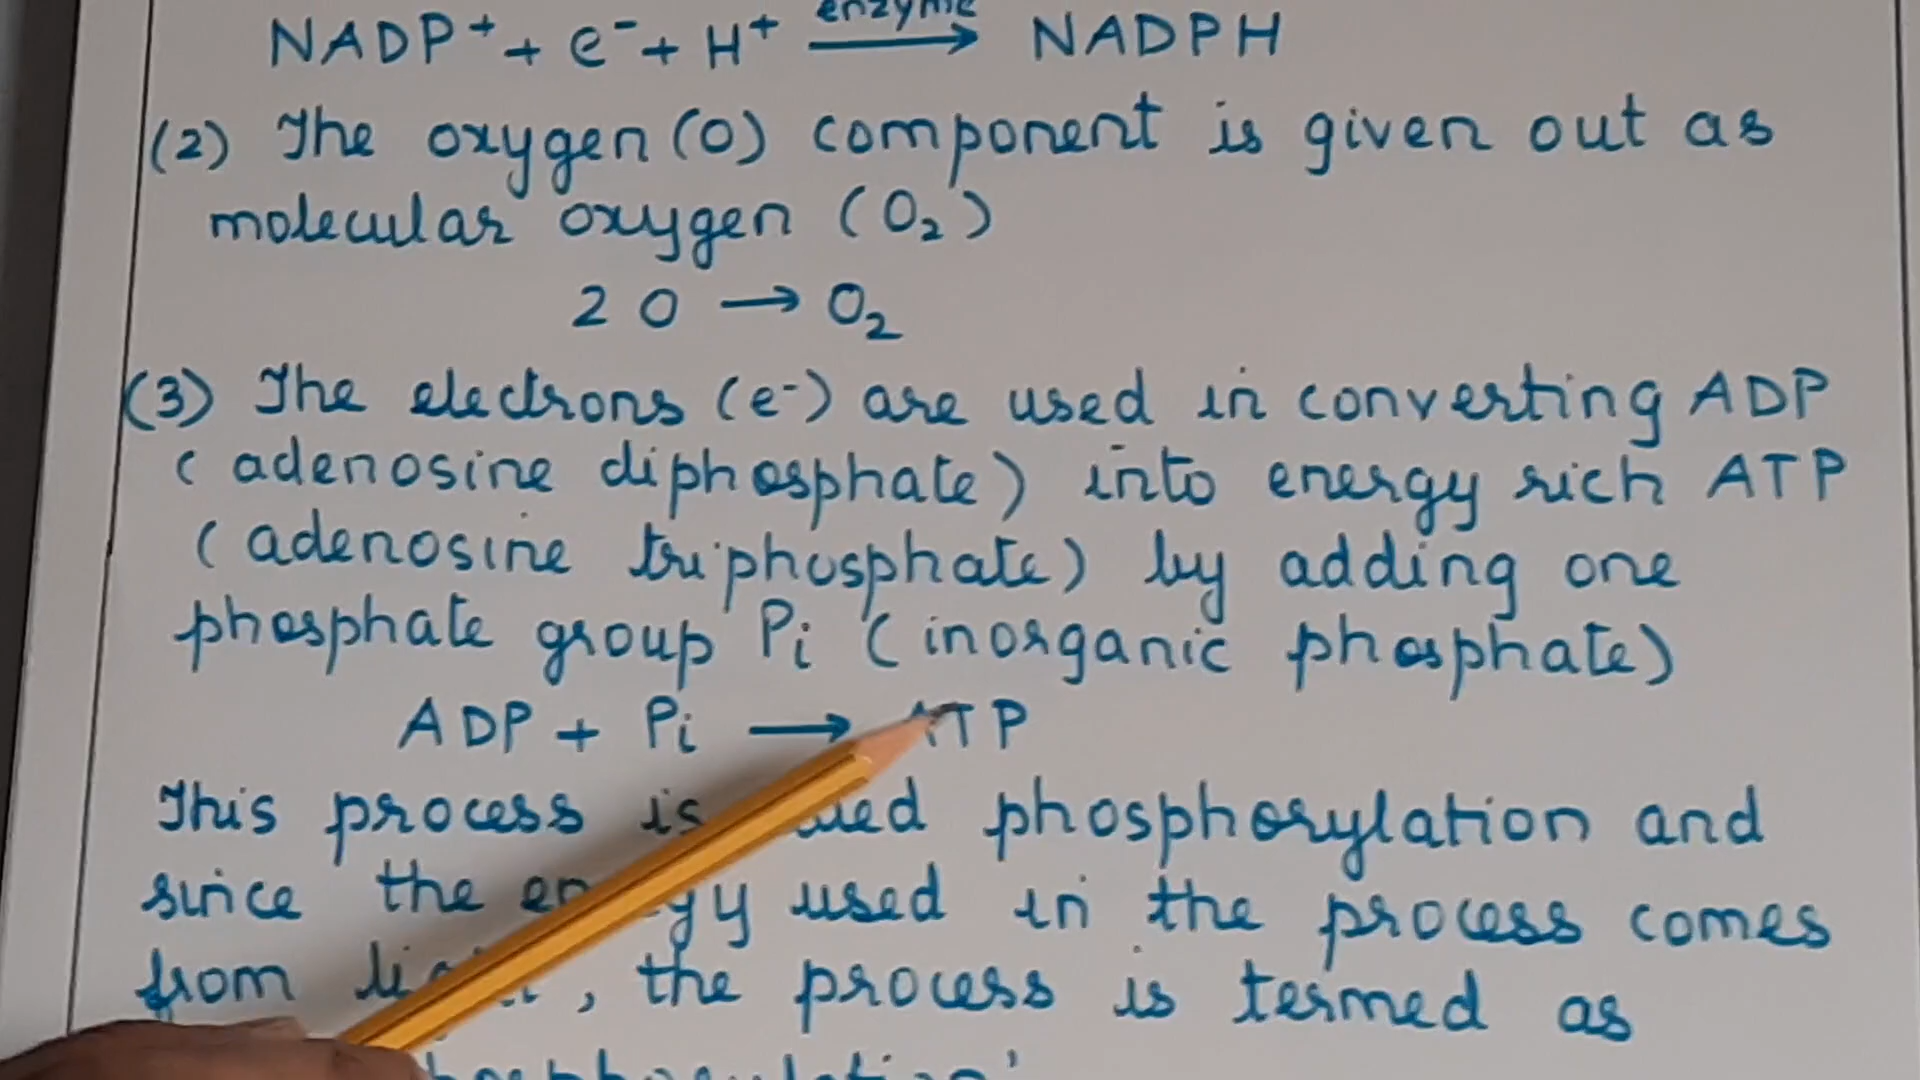 NADP⁺ + e⁻ + H⁺ enzyme → NADPH
(2) The oxygen (O) component is given out as
molecular oxygen (O₂)
2 O → O₂
(3) The electrons (e⁻) are used in converting ADP
(adenosine diphosphate) into energy rich ATP
(adenosine triphosphate) by adding one
phosphate group Pi (inorganic phosphate)
ADP + Pi → ATP
This process is phosphorylation and
since the energy used in the process comes
from light, the process is termed as